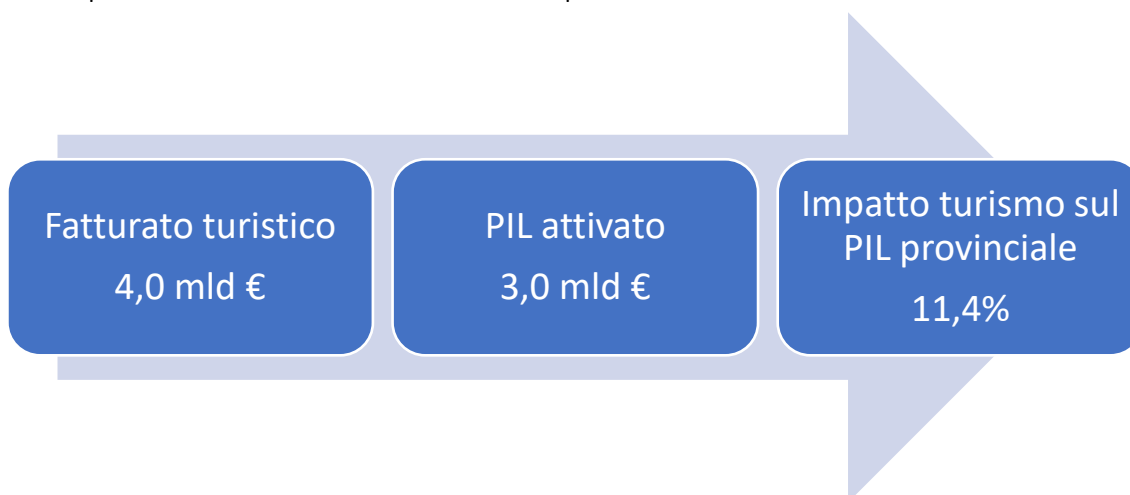 Fatturato turistico
4,0 mld €
PIL attivato
3,0 mld €
Impatto turismo sul
PIL provinciale
11,4%